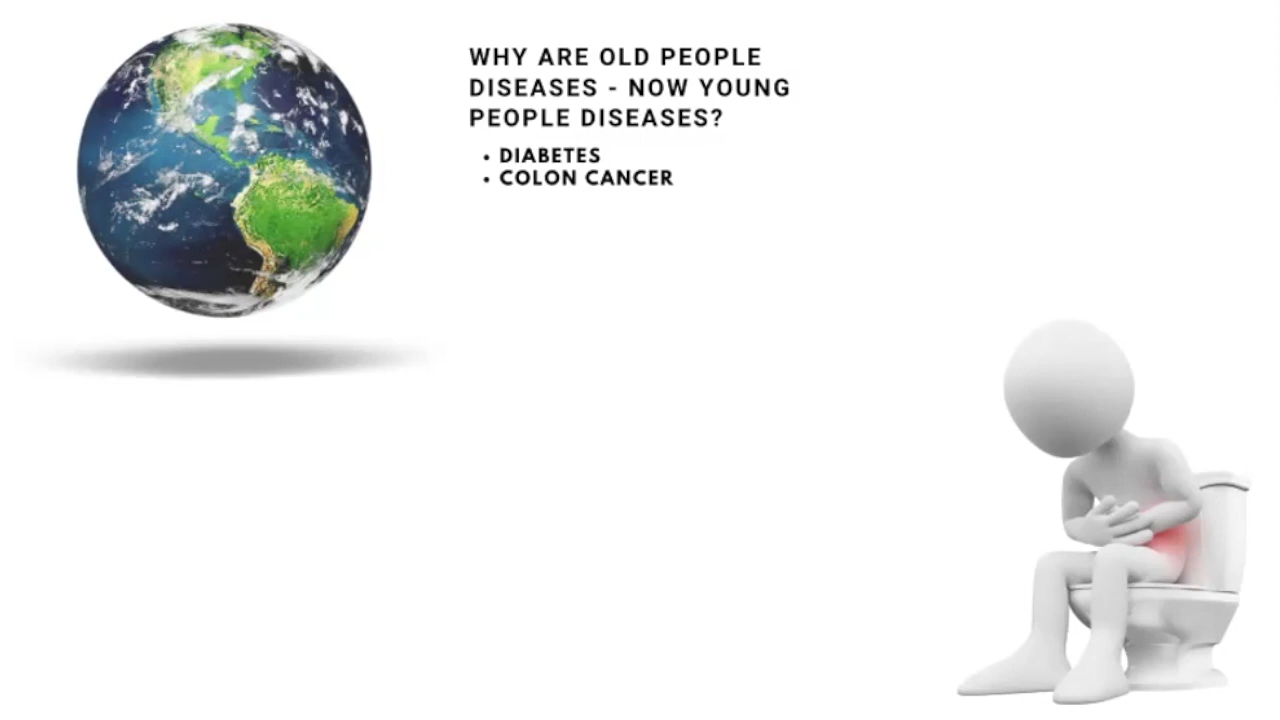 WHY ARE OLD PEOPLE
DISEASES - NOW YOUNG
PEOPLE DISEASES?
• DIABETES
• COLON CANCER